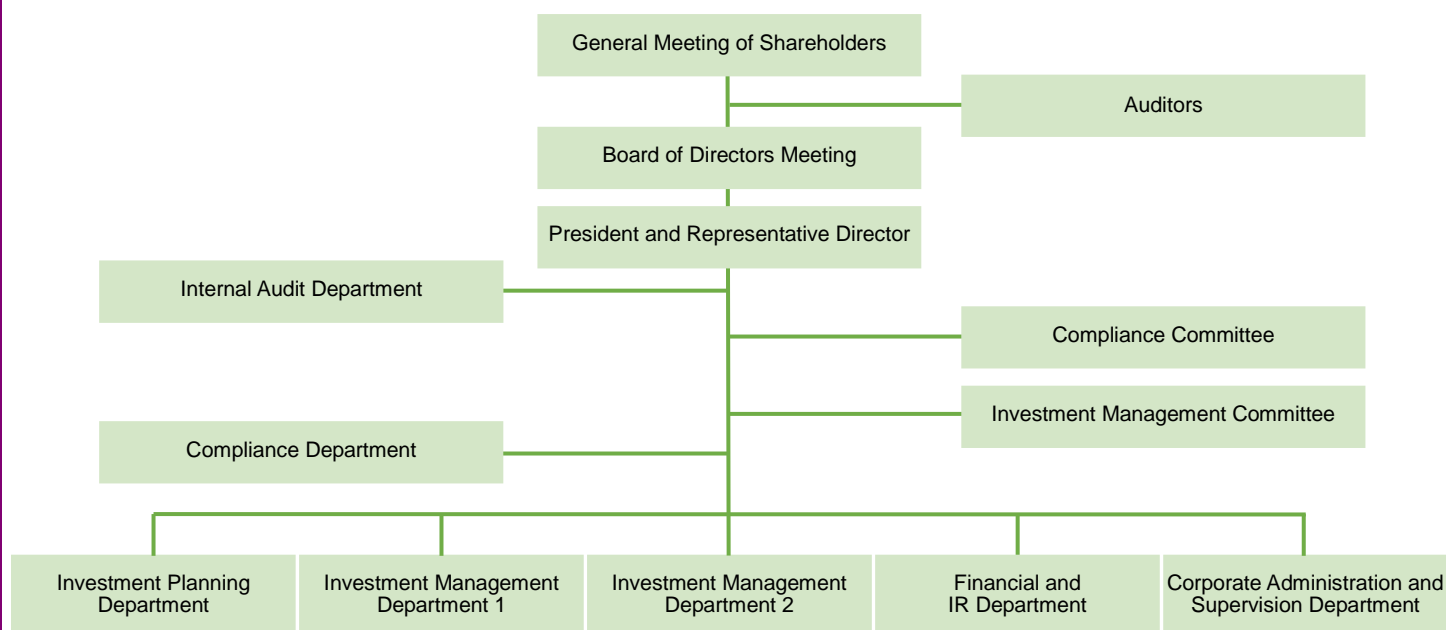 General Meeting of Shareholders
Auditors
Board of Directors Meeting
President and Representative Director
Internal Audit Department
Compliance Committee
Investment Management Committee
Compliance Department
Investment Planning
Department
Investment Management
Department 1
Investment Management
Department 2
Financial and
IR Department
Corporate Administration and
Supervision Department